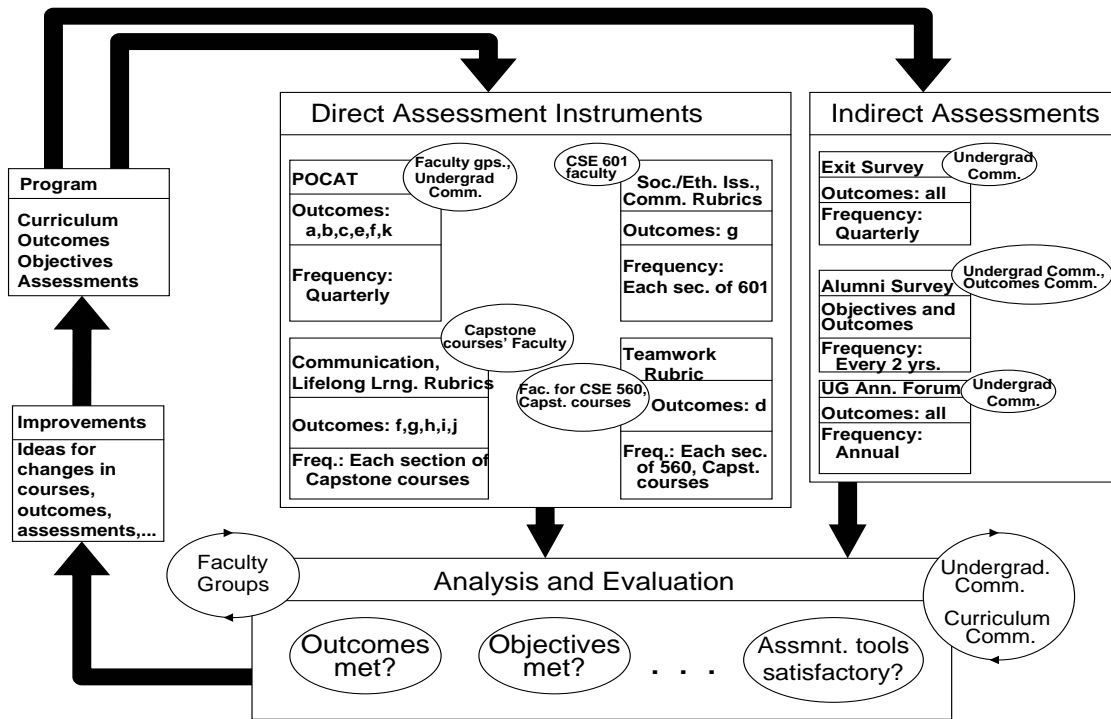 Direct Assessment Instruments
Indirect Assessments
Program
Curriculum
Outcomes
Objectives
Assessments
Improvements
Ideas for
changes in
courses,
outcomes,
assessments,...
POCAT
Outcomes:
a,b,c,e,f,k
Frequency:
Quarterly
Faculty gps.,
Undergrad
Comm.
CSE 601
faculty
Soc./Eth. Iss.,
Comm. Rubrics
Outcomes: g
Frequency:
Each sec. of 601
Communication,
Lifelong Lrng. Rubrics
Outcomes: f,g,h,i,j
Freq.: Each section of
Capstone courses
Capstone
courses' Faculty
Teamwork
Rubric
Outcomes: d
Freq.: Each sec.
of 560, Capst.
courses
Fac. for CSE 560,
Capst. courses
Exit Survey
Outcomes: all
Frequency:
Quarterly
Undergrad
Comm.
Alumni Survey
Objectives and
Outcomes
Frequency:
Every 2 yrs.
Undergrad Comm.,
Outcomes Comm.
UG Ann. Forum
Outcomes: all
Frequency:
Annual
Undergrad
Comm.
Faculty
Groups
Analysis and Evaluation
Undergrad.
Comm.
Curriculum
Comm.
Outcomes
met?
Objectives
met?
. . .
Assmnt. tools
satisfactory?